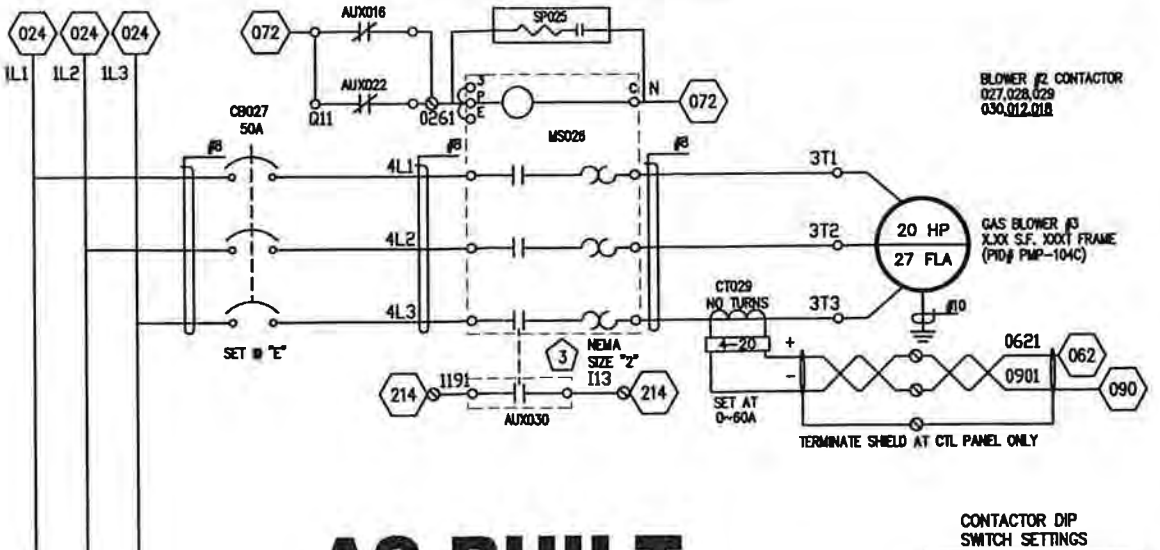 024 024 024
1L1 1L2 1L3
072
AUX016
AUX022
Q11
0261
SP025
3
P
E
C N
072
MS026
BLOWER #2 CONTACTOR
027,028,029
030,012,018
CB027
50A
#8
#8
#8
4L1
4L2
4L3
3T1
3T2
3T3
20 HP
27 FLA
GAS BLOWER #3
X.XX S.F. XXXT FRAME
(PID# PMP-104C)
#10
SET "E"
CT029
NO TURNS
4-20
+
-
SET AT
0~60A
3
NEMA
SIZE "2"
214
1191
I13
214
AUX030
0621
062
0901
090
TERMINATE SHIELD AT CTL PANEL ONLY
CONTACTOR DIP
SWITCH SETTINGS